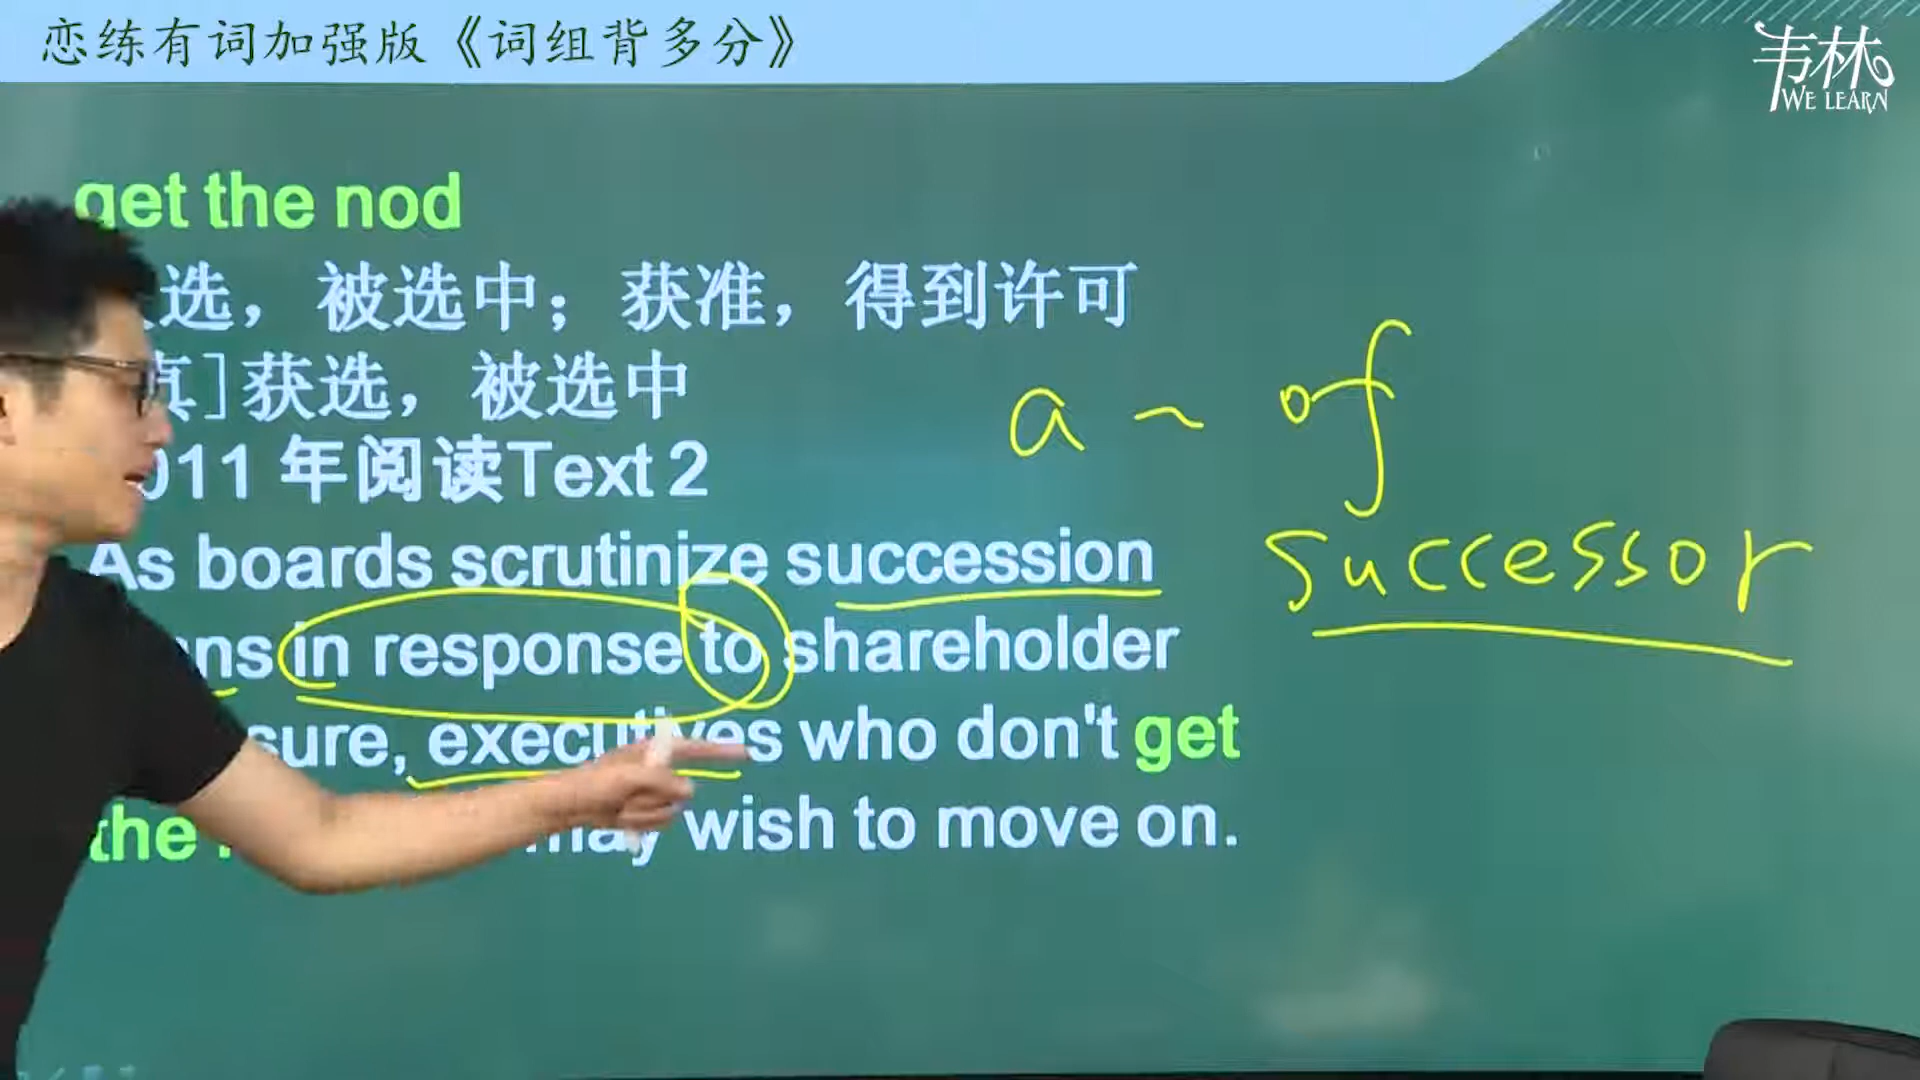 恋练有词加强版《词组背多分》
韦林
WE LEARN
get the nod
选，被选中；获准，得到许可
真]获选，被选中
011 年阅读Text 2
a ~ of
As boards scrutinize succession
successor
ns in response to shareholder
sure, executives who don't get
the may wish to move on.